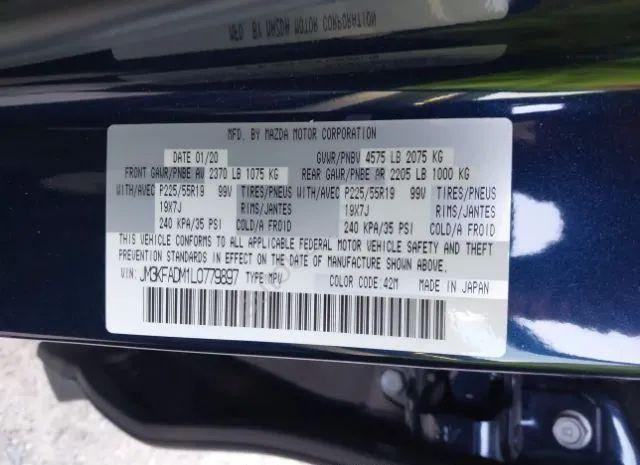 MFD. BY MAZDA MOTOR CORPORATION
MFD. BY MAZDA MOTOR CORPORATION
DATE 01/20 GVWR/PNBV 4575 LB 2075 KG
FRONT GAWR/PNBE AV 2370 LB 1075 KG REAR GAWR/PNBE AR 2205 LB 1000 KG
WITH/AVEC P225/55R19 99V TIRES/PNEUS WITH/AVEC P225/55R19 99V TIRES/PNEUS
19X7J RIMS/JANTES 19X7J RIMS/JANTES
240 KPA/35 PSI COLD/A FROID 240 KPA/35 PSI COLD/A FROID
THIS VEHICLE CONFORMS TO ALL APPLICABLE FEDERAL MOTOR VEHICLE SAFETY AND THEFT
PREVENTION STANDARDS IN EFFECT ON THE DATE OF MANUFACTURE SHOWN ABOVE.
VIN: JM3KFADM1L0779897 TYPE MPV COLOR CODE:42M MADE IN JAPAN